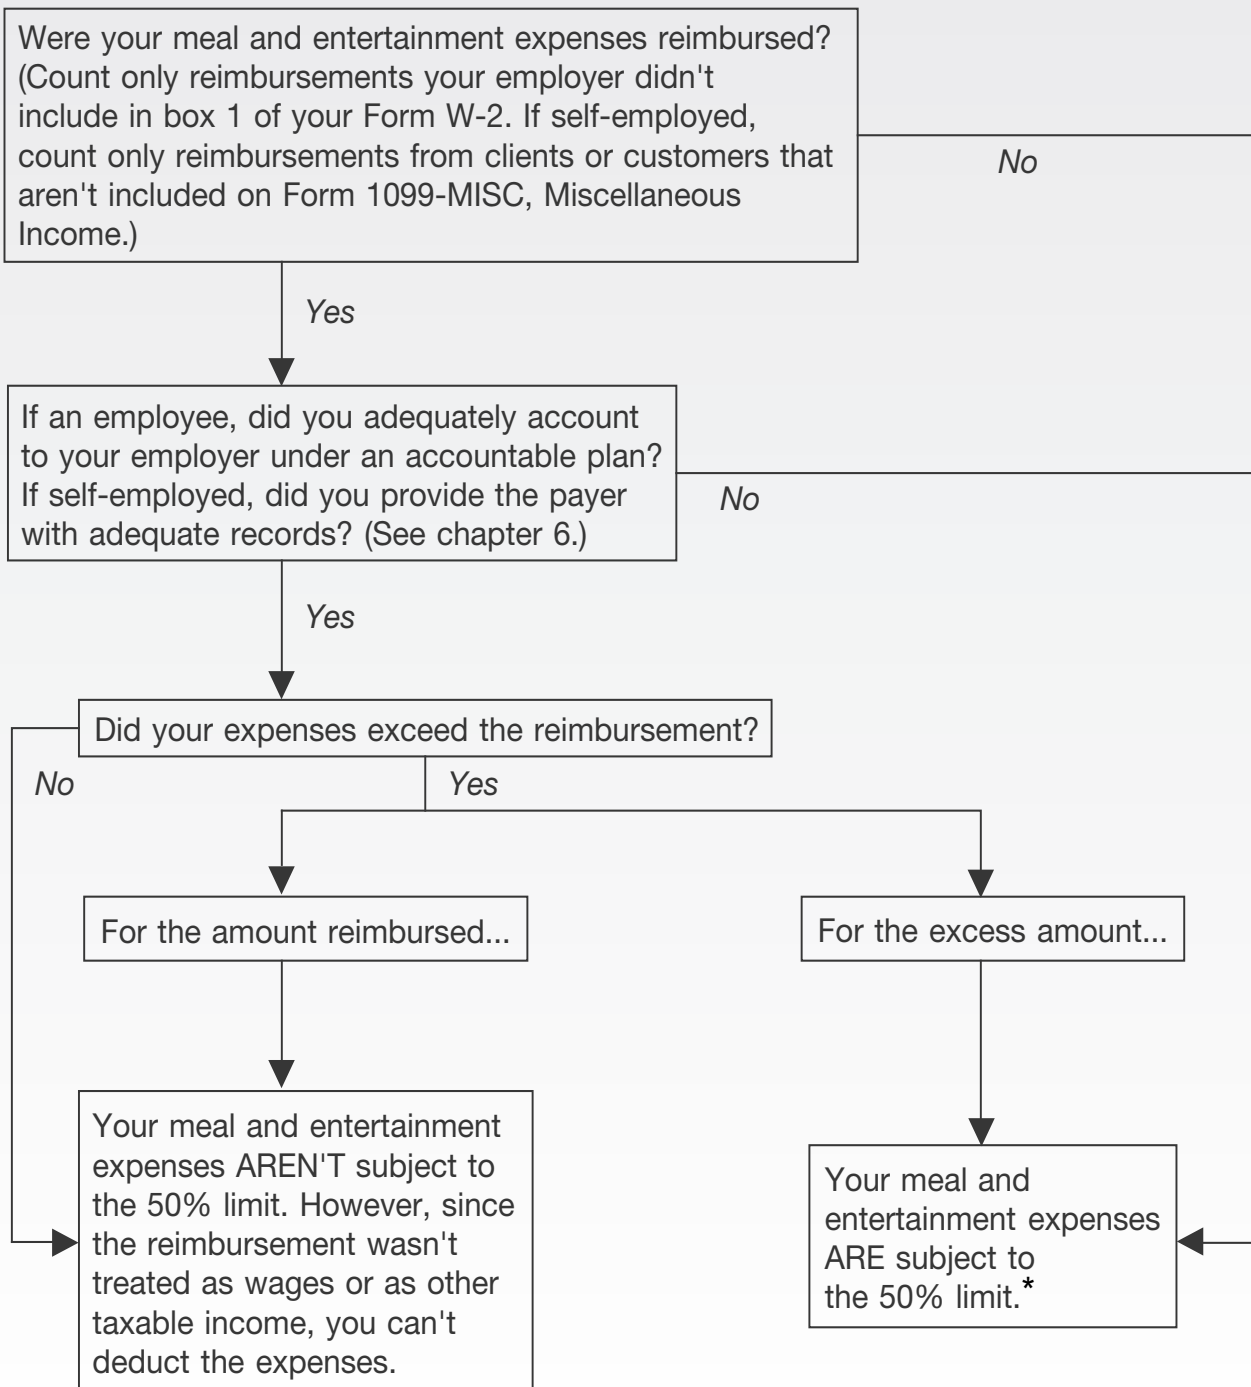 Were your meal and entertainment expenses reimbursed?
(Count only reimbursements your employer didn't
include in box 1 of your Form W-2. If self-employed,
count only reimbursements from clients or customers that
aren't included on Form 1099-MISC, Miscellaneous
Income.)
No
Yes
If an employee, did you adequately account
to your employer under an accountable plan?
If self-employed, did you provide the payer
with adequate records? (See chapter 6.)
No
Yes
Did your expenses exceed the reimbursement?
No
Yes
For the amount reimbursed...
For the excess amount...
Your meal and entertainment
expenses AREN'T subject to
the 50% limit. However, since
the reimbursement wasn't
treated as wages or as other
taxable income, you can't
deduct the expenses.
Your meal and
entertainment expenses
ARE subject to
the 50% limit.*